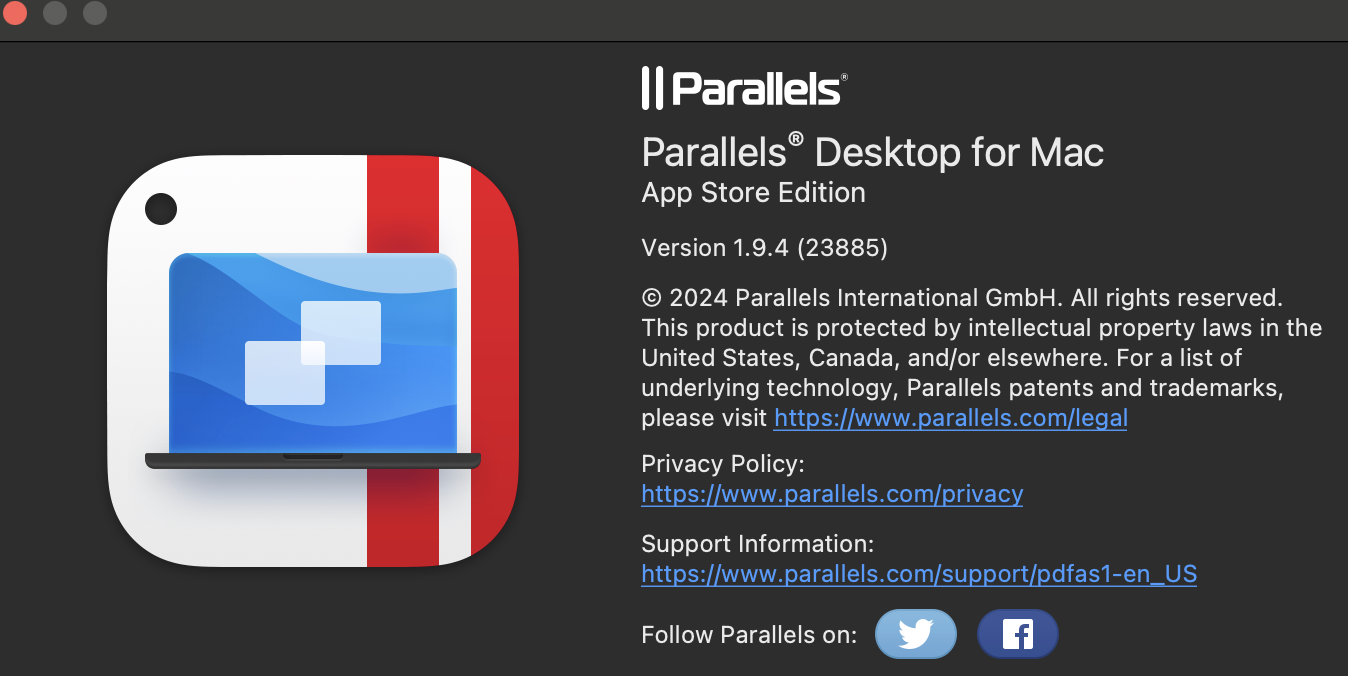 Parallels®
Parallels® Desktop for Mac
App Store Edition
Version 1.9.4 (23885)
© 2024 Parallels International GmbH. All rights reserved.
This product is protected by intellectual property laws in the
United States, Canada, and/or elsewhere. For a list of
underlying technology, Parallels patents and trademarks,
please visit https://www.parallels.com/legal
Privacy Policy:
https://www.parallels.com/privacy
Support Information:
https://www.parallels.com/support/pdfas1-en_US
Follow Parallels on: